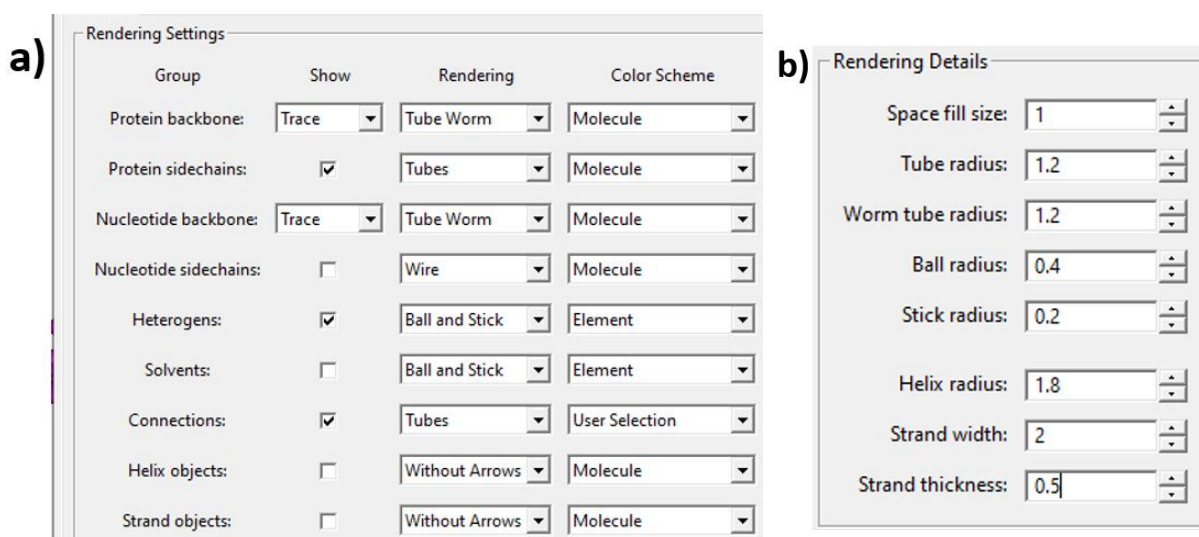 a)
Rendering Settings
Group Show Rendering Color Scheme
Protein backbone: Trace Tube Worm Molecule
Protein sidechains: Tubes Molecule
Nucleotide backbone: Trace Tube Worm Molecule
Nucleotide sidechains: Wire Molecule
Heterogens: Ball and Stick Element
Solvents: Ball and Stick Element
Connections: Tubes User Selection
Helix objects: Without Arrows Molecule
Strand objects: Without Arrows Molecule
b)
Rendering Details
Space fill size: 1
Tube radius: 1.2
Worm tube radius: 1.2
Ball radius: 0.4
Stick radius: 0.2
Helix radius: 1.8
Strand width: 2
Strand thickness: 0.5